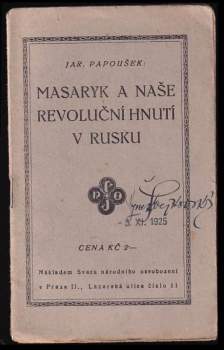 JAR. PAPOUŠEK:
MASARYK A NAŠE
REVOLUČNÍ HNUTÍ
V RUSKU
- 5. XI. 1925
CENA KČ 2—
Nákladem Svazu národního osvobození
v Praze II., Lazarská ulice číslo 11